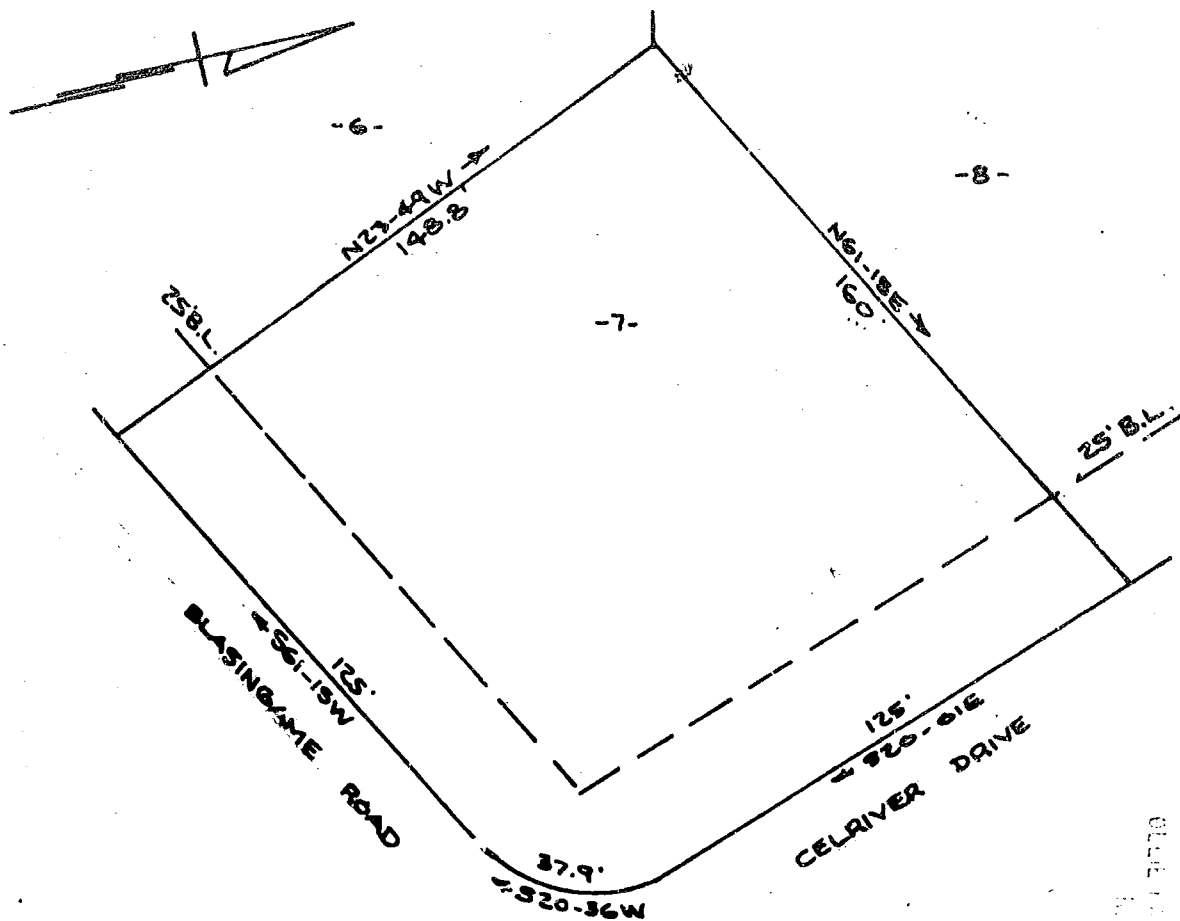 -6-
-8-
N23-49W
148.8
N61-18E
160.
-7-
25'B.L.
25' B.L.
125'
S61-15W
BLASINGAME ROAD
125'
S20-01E
CELRIVER DRIVE
37.9'
S20-36W